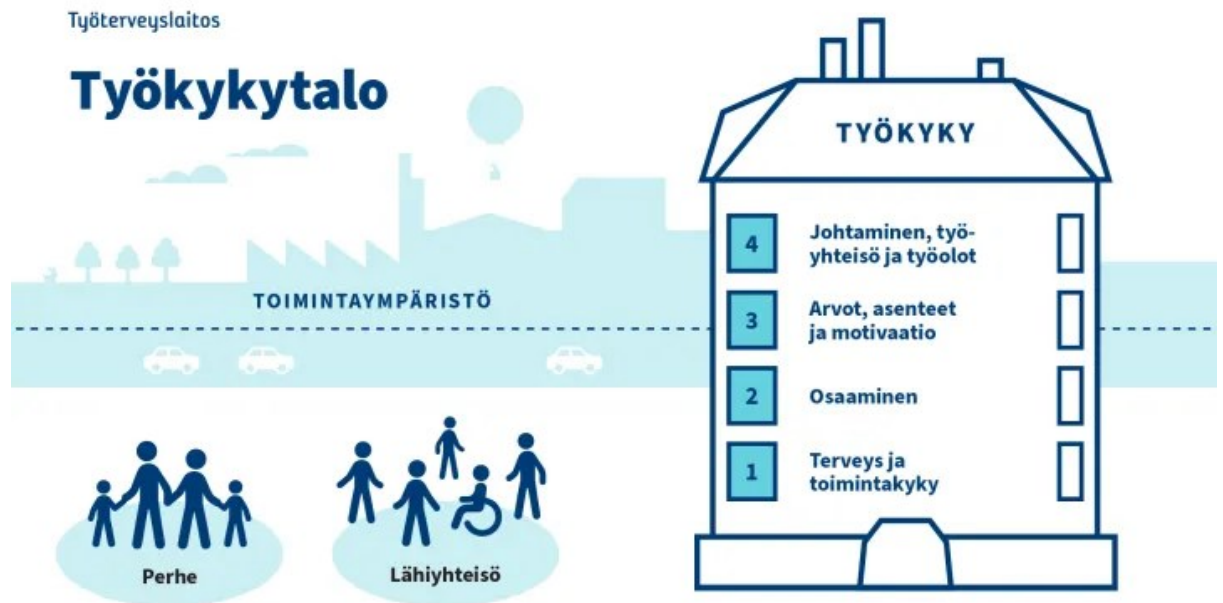 Työterveyslaitos
Työkykytalo
TYÖKYKY
4
Johtaminen, työ-
yhteisö ja työolot
3
Arvot, asenteet
ja motivaatio
2
Osaaminen
1
Terveys ja
toimintakyky
TOIMINTAYMPÄRISTÖ
Perhe
Lähiyhteisö